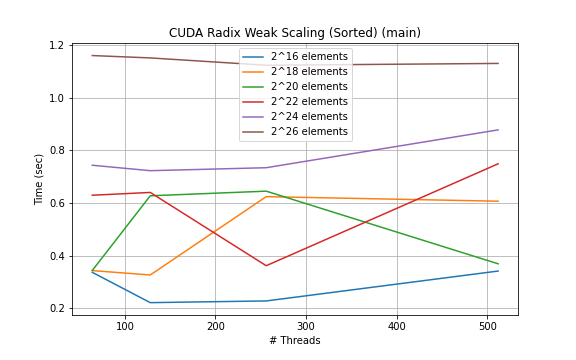 CUDA Radix Weak Scaling (Sorted) (main)
1.2
1.0
0.8
0.6
0.4
0.2
Time (sec)
2^16 elements
2^18 elements
2^20 elements
2^22 elements
2^24 elements
2^26 elements
100
200
300
400
500
# Threads